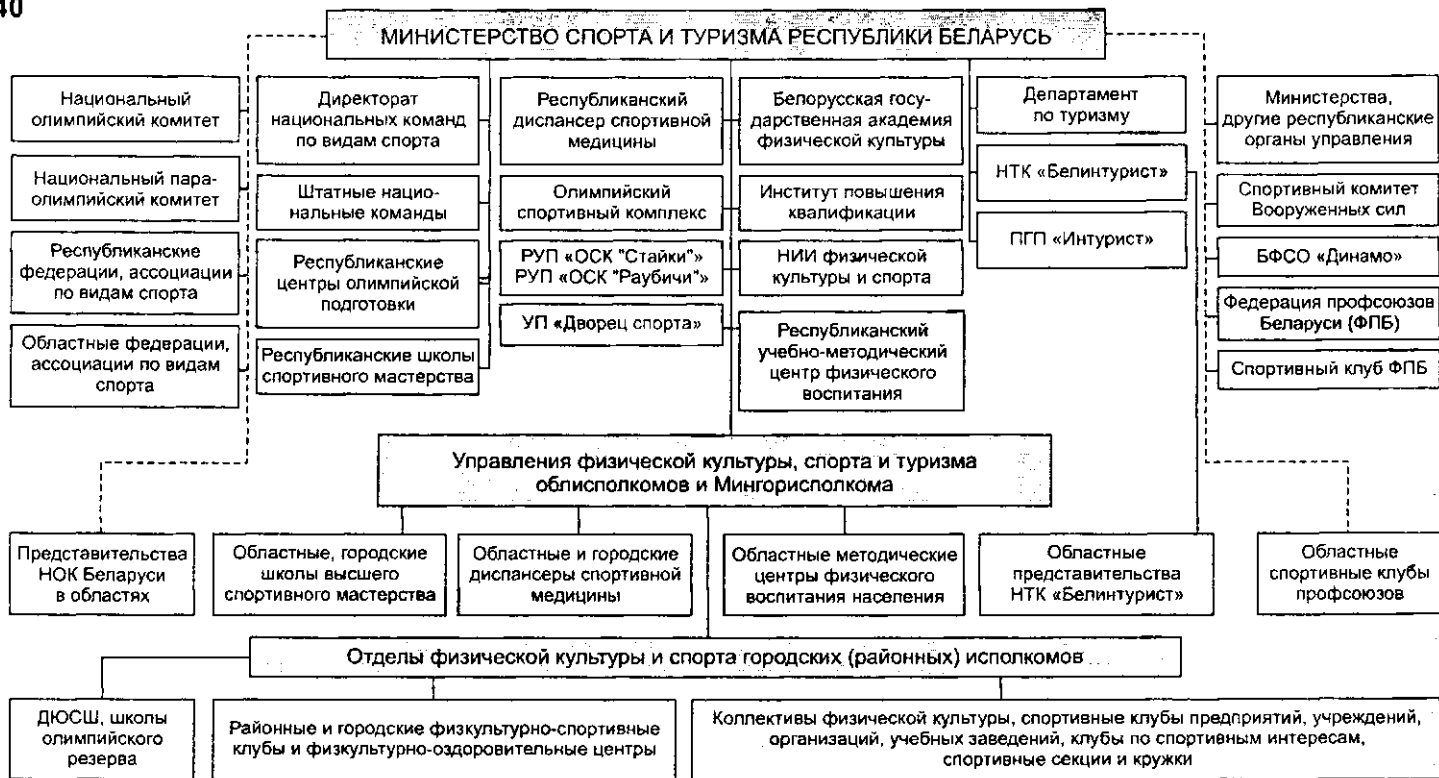 40
МИНИСТЕРСТВО СПОРТА И ТУРИЗМА РЕСПУБЛИКИ БЕЛАРУСЬ
Национальный
олимпийский комитет
Национальный пара-
олимпийский комитет
Республиканские
федерации, ассоциации
по видам спорта
Областные федерации,
ассоциации по видам
спорта
Директорат
национальных команд
по видам спорта
Штатные нацио-
нальные команды
Республиканские
центры олимпийской
подготовки
Республиканские школы
спортивного мастерства
Республиканский
диспансер спортивной
медицины
Олимпийский
спортивный комплекс
РУП «ОСК "Стайки"»
РУП «ОСК "Раубичи"»
УП «Дворец спорта»
Белорусская госу-
дарственная академия
физической культуры
Институт повышения
квалификации
НИИ физической
культуры и спорта
Республиканский
учебно-методический
центр физического
воспитания
Департамент
по туризму
НТК «Белинтурист»
ПГП «Интурист»
Министерства,
другие республиканские
органы управления
Спортивный комитет
Вооруженных сил
БФСО «Динамо»
Федерация профсоюзов
Беларуси (ФПБ)
Спортивный клуб ФПБ
Управления физической культуры, спорта и туризма
облисполкомов и Мингорисполкома
Представительства
НОК Беларуси
в областях
Областные, городские
школы высшего
спортивного мастерства
Областные и городские
диспансеры спортивной
медицины
Областные методические
центры физического
воспитания населения
Областные
представительства
НТК «Белинтурист»
Областные
спортивные клубы
профсоюзов
Отделы физической культуры и спорта городских (районных) исполкомов
ДЮСШ, школы
олимпийского
резерва
Районные и городские физкультурно-спортивные
клубы и физкультурно-оздоровительные центры
Коллективы физической культуры, спортивные клубы предприятий, учреждений,
организаций, учебных заведений, клубы по спортивным интересам,
спортивные секции и кружки